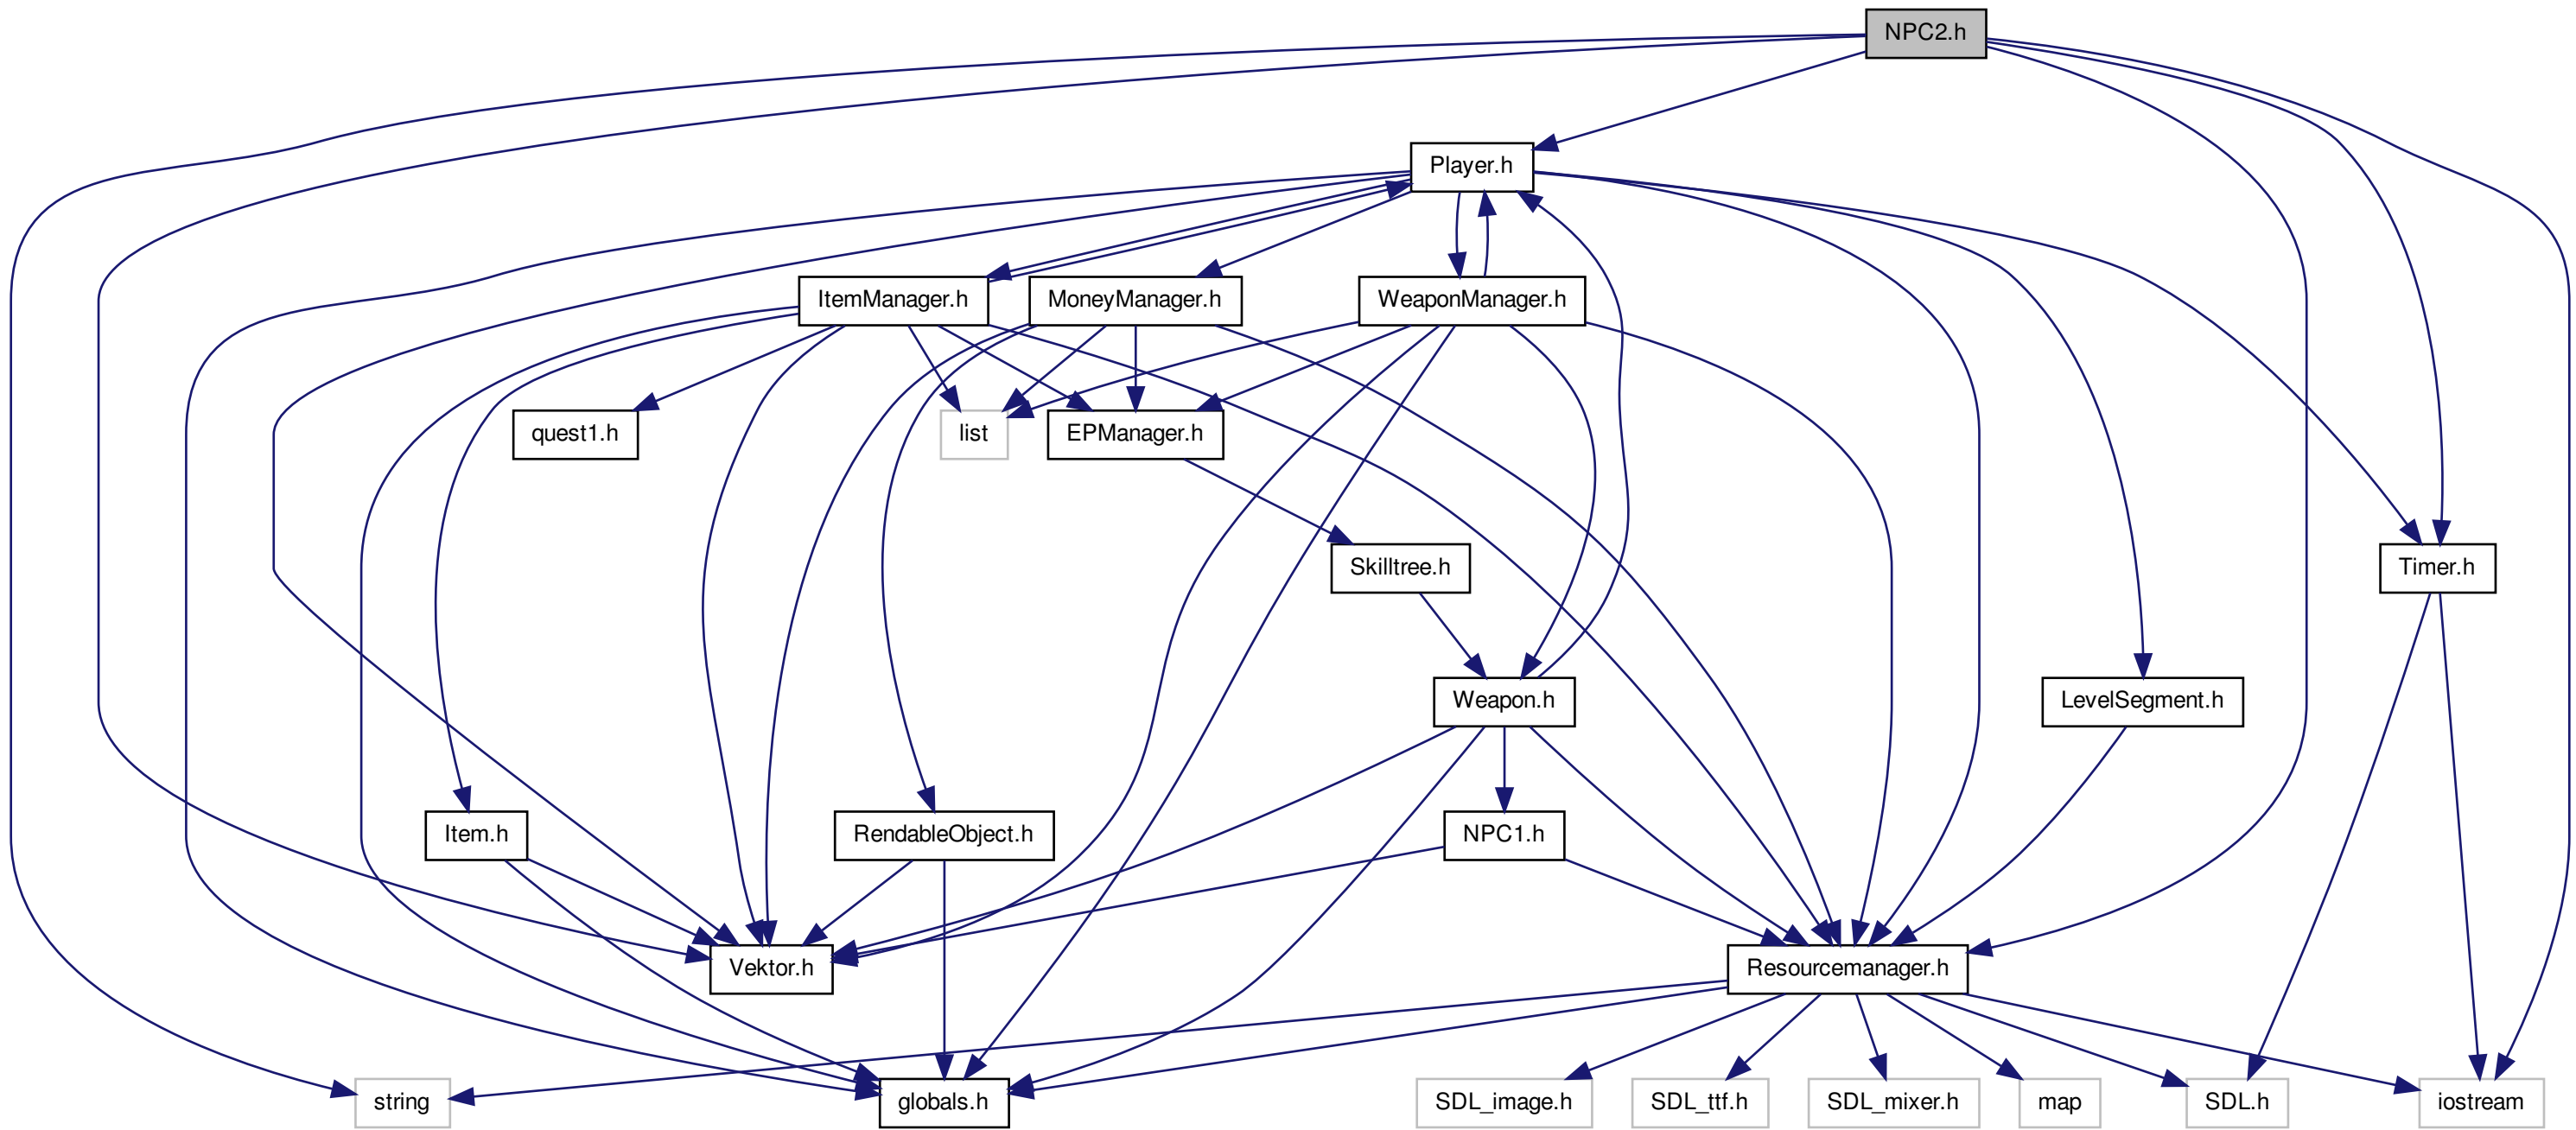 NPC2.h
Player.h
ItemManager.h
MoneyManager.h
WeaponManager.h
quest1.h
list
EPManager.h
Skilltree.h
Timer.h
Weapon.h
LevelSegment.h
Item.h
RendableObject.h
NPC1.h
Vektor.h
Resourcemanager.h
string
globals.h
SDL_image.h
SDL_ttf.h
SDL_mixer.h
map
SDL.h
iostream